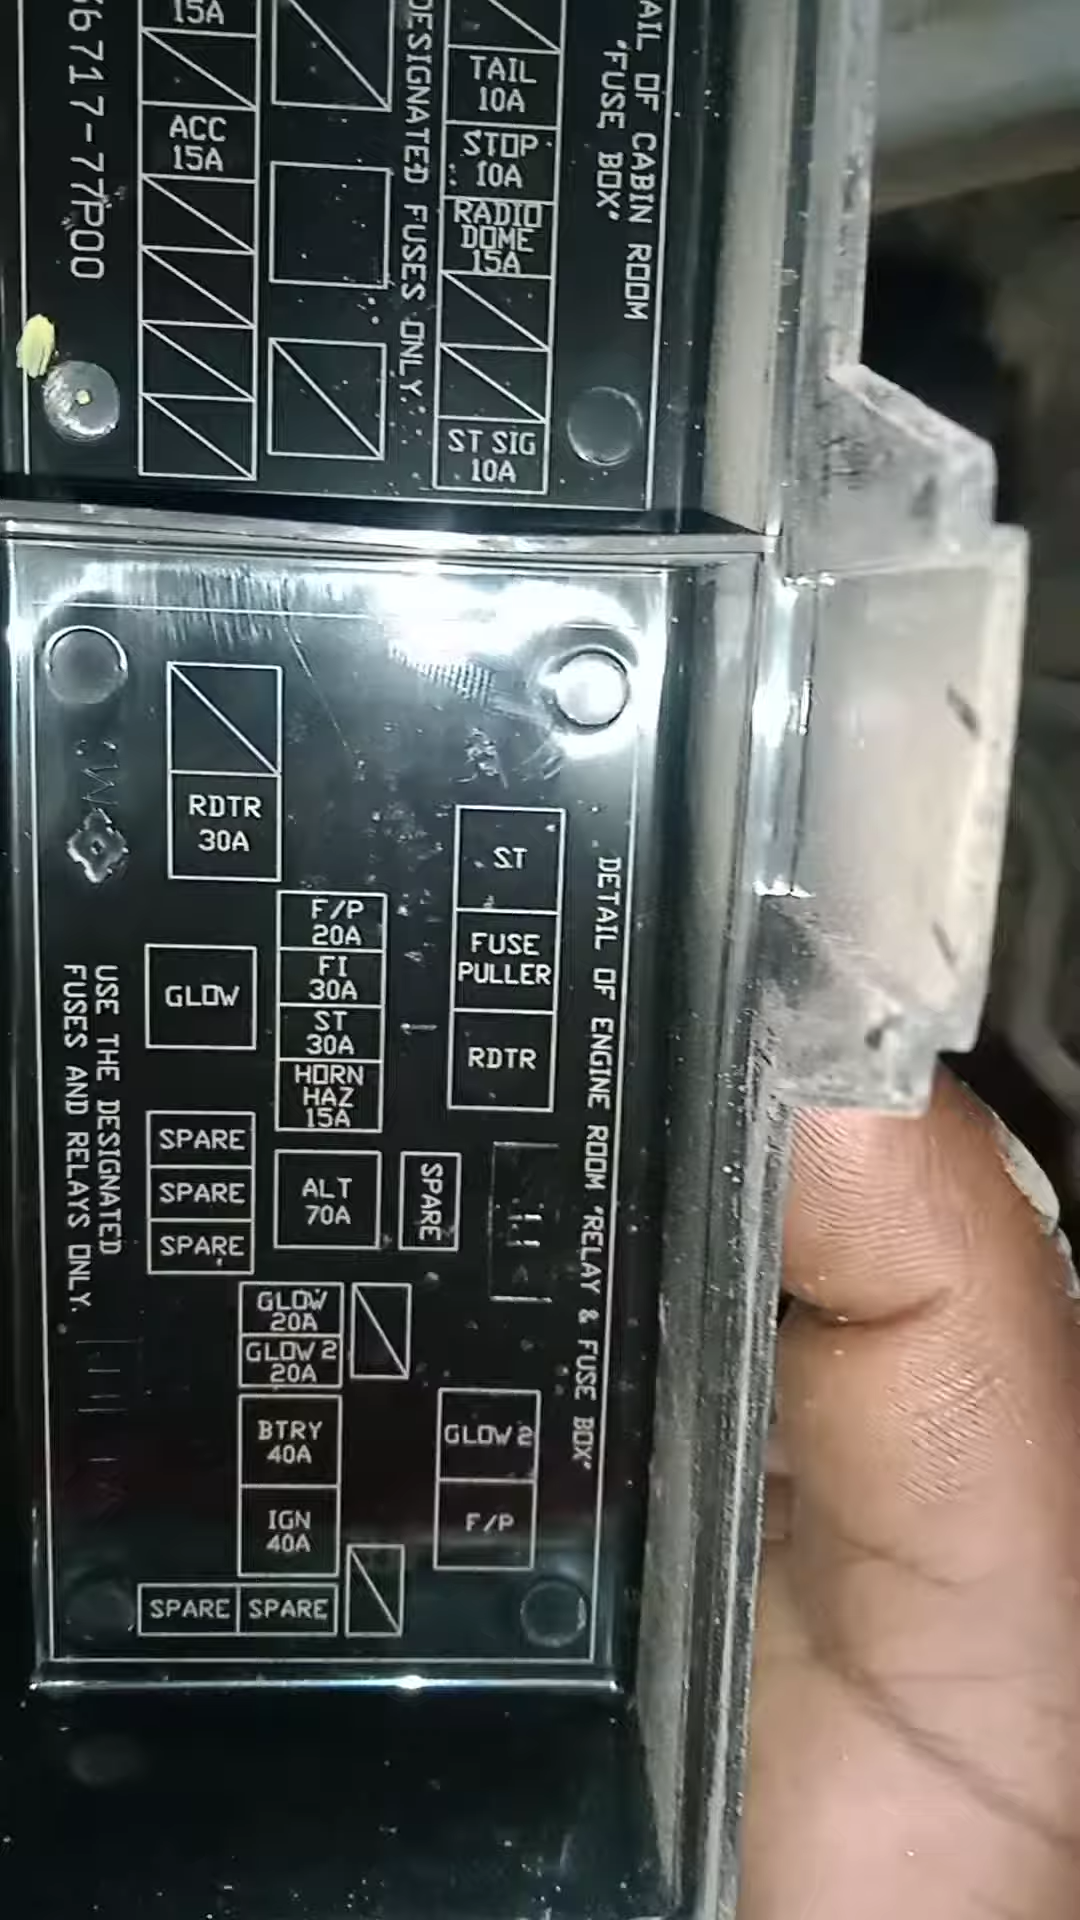 15A
ACC
15A
6717-77P00
DESIGNATED FUSES ONLY.
TAIL
10A
STOP
10A
RADIO
DOME
15A
ST SIG
10A
OF CABIN ROOM
"FUSE BOX"
RDTR
30A
ST
F/P
20A
FUSE
PULLER
FI
30A
GLOW
ST
30A
RDTR
HORN
HAZ
15A
SPARE
SPARE
SPARE
ALT
70A
SPARE
GLOW
20A
GLOW 2
20A
BTRY
40A
GLOW 2
IGN
40A
F/P
SPARE
SPARE
DETAIL OF ENGINE ROOM "RELAY & FUSE BOX"
USE THE DESIGNATED
FUSES AND RELAYS ONLY.